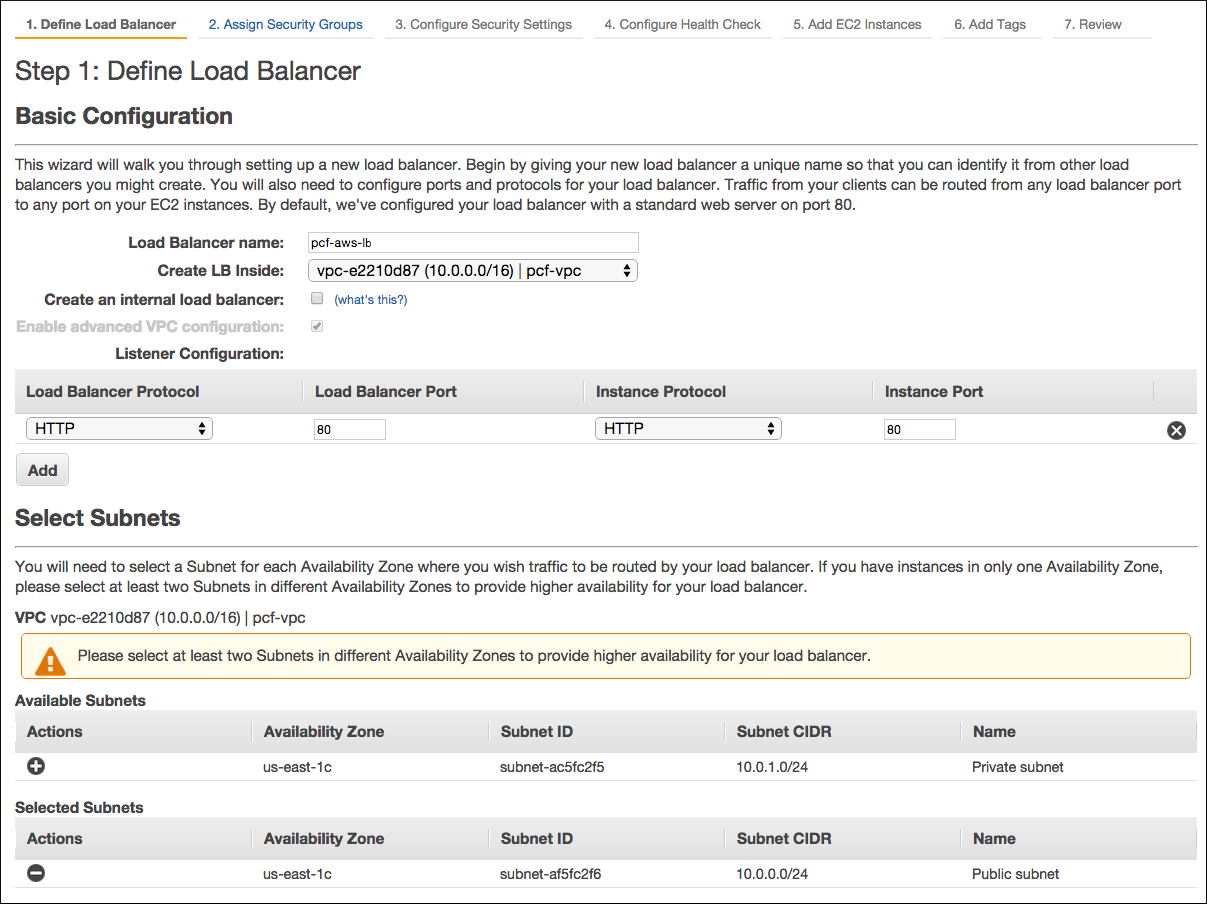 1. Define Load Balancer 2. Assign Security Groups 3. Configure Security Settings 4. Configure Health Check 5. Add EC2 Instances 6. Add Tags 7. Review
Step 1: Define Load Balancer
Basic Configuration
This wizard will walk you through setting up a new load balancer. Begin by giving your new load balancer a unique name so that you can identify it from other load
balancers you might create. You will also need to configure ports and protocols for your load balancer. Traffic from your clients can be routed from any load balancer port
to any port on your EC2 instances. By default, we've configured your load balancer with a standard web server on port 80.
Load Balancer name: pcf-aws-lb
Create LB Inside: vpc-e2210d87 (10.0.0.0/16) | pcf-vpc
Create an internal load balancer: (what's this?)
Enable advanced VPC configuration:
Listener Configuration:
Load Balancer Protocol Load Balancer Port Instance Protocol Instance Port
HTTP 80 HTTP 80
Add
Select Subnets
You will need to select a Subnet for each Availability Zone where you wish traffic to be routed by your load balancer. If you have instances in only one Availability Zone,
please select at least two Subnets in different Availability Zones to provide higher availability for your load balancer.
VPC vpc-e2210d87 (10.0.0.0/16) | pcf-vpc
Please select at least two Subnets in different Availability Zones to provide higher availability for your load balancer.
Available Subnets
Actions Availability Zone Subnet ID Subnet CIDR Name
us-east-1c subnet-ac5fc2f5 10.0.1.0/24 Private subnet
Selected Subnets
Actions Availability Zone Subnet ID Subnet CIDR Name
us-east-1c subnet-af5fc2f6 10.0.0.0/24 Public subnet